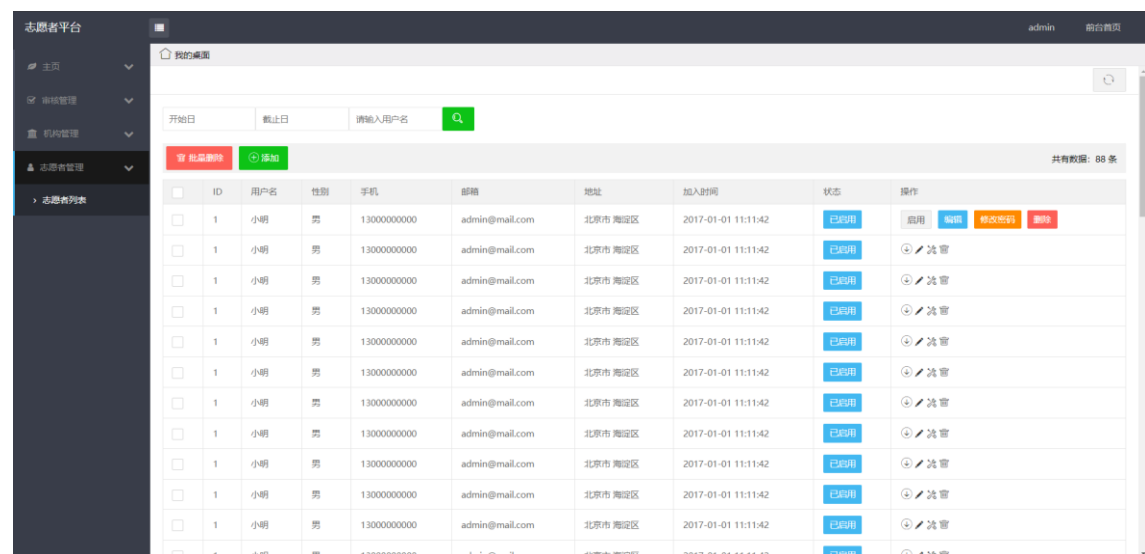 志愿者平台 admin 前台首页
我的桌面
主页
审核管理
机构管理
志愿者管理
志愿者列表
开始日 截止日 请输入用户名
批量删除 添加 共有数据：88 条
ID 用户名 性别 手机 邮箱 地址 加入时间 状态 操作
1 小明 男 13000000000 admin@mail.com 北京市 海淀区 2017-01-01 11:11:42 已启用 启用 编辑 修改密码 删除
1 小明 男 13000000000 admin@mail.com 北京市 海淀区 2017-01-01 11:11:42 已启用
1 小明 男 13000000000 admin@mail.com 北京市 海淀区 2017-01-01 11:11:42 已启用
1 小明 男 13000000000 admin@mail.com 北京市 海淀区 2017-01-01 11:11:42 已启用
1 小明 男 13000000000 admin@mail.com 北京市 海淀区 2017-01-01 11:11:42 已启用
1 小明 男 13000000000 admin@mail.com 北京市 海淀区 2017-01-01 11:11:42 已启用
1 小明 男 13000000000 admin@mail.com 北京市 海淀区 2017-01-01 11:11:42 已启用
1 小明 男 13000000000 admin@mail.com 北京市 海淀区 2017-01-01 11:11:42 已启用
1 小明 男 13000000000 admin@mail.com 北京市 海淀区 2017-01-01 11:11:42 已启用
1 小明 男 13000000000 admin@mail.com 北京市 海淀区 2017-01-01 11:11:42 已启用
1 小明 男 13000000000 admin@mail.com 北京市 海淀区 2017-01-01 11:11:42 已启用